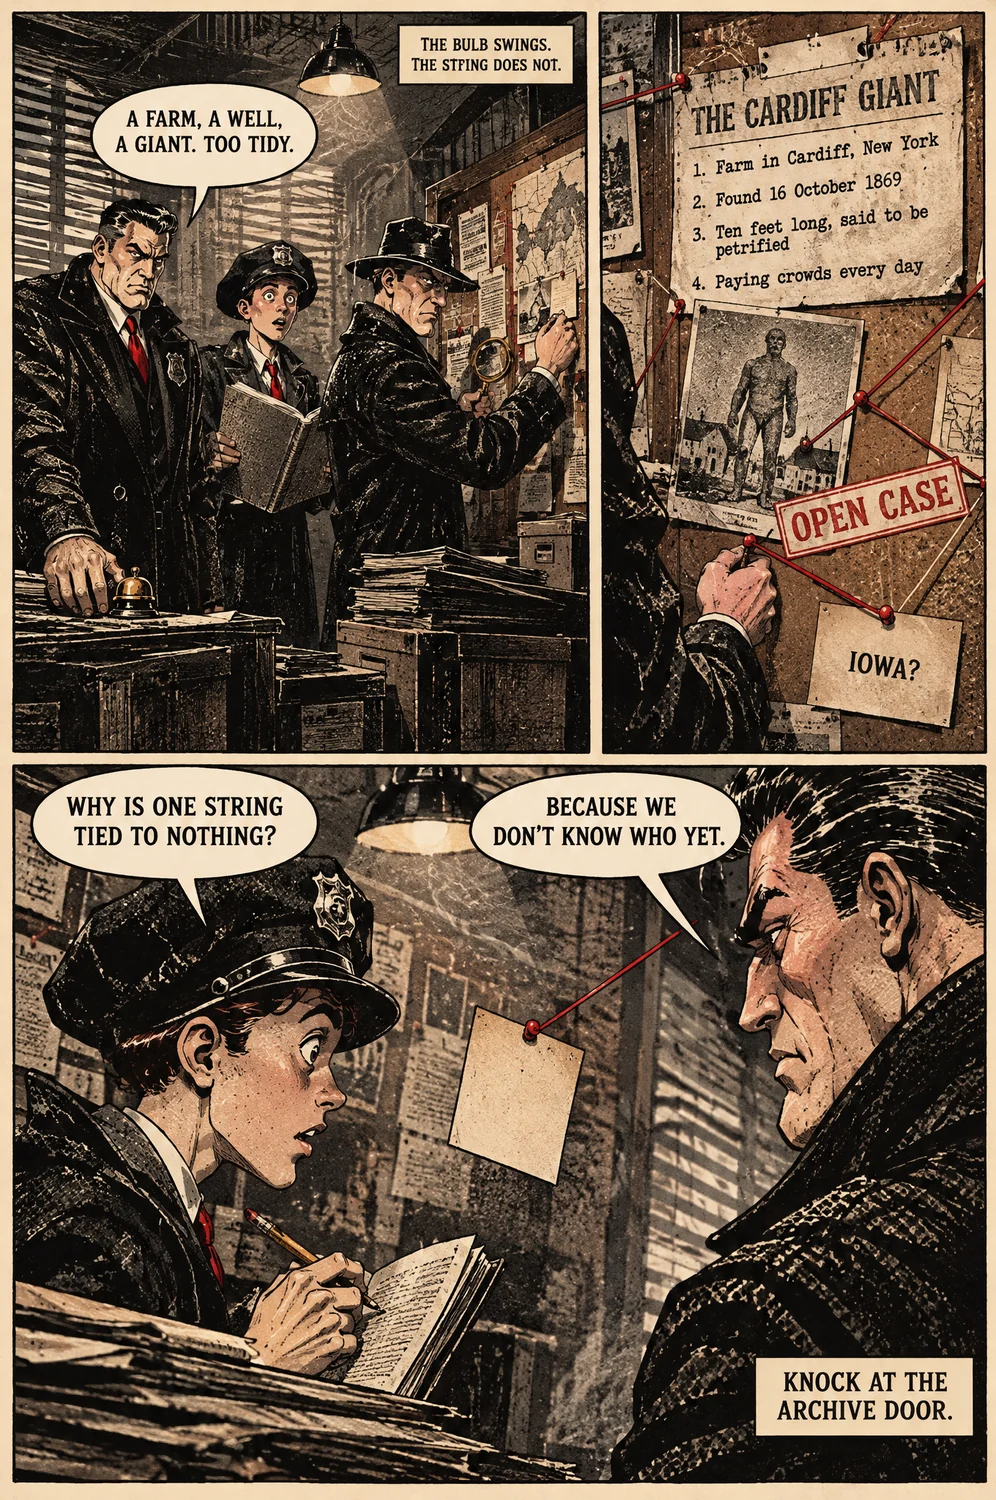 THE BULB SWINGS.
THE STFING DOES NOT.
A FARM, A WELL,
A GIANT. TOO TIDY.
THE CARDIFF GIANT
1. Farm in Cardiff, New York
2. Found 16 October 1869
3. Ten feet long, said to be
petrified
4. Paying crowds every day
OPEN CASE
IOWA?
WHY IS ONE STRING
TIED TO NOTHING?
BECAUSE WE
DON'T KNOW WHO YET.
KNOCK AT THE
ARCHIVE DOOR.